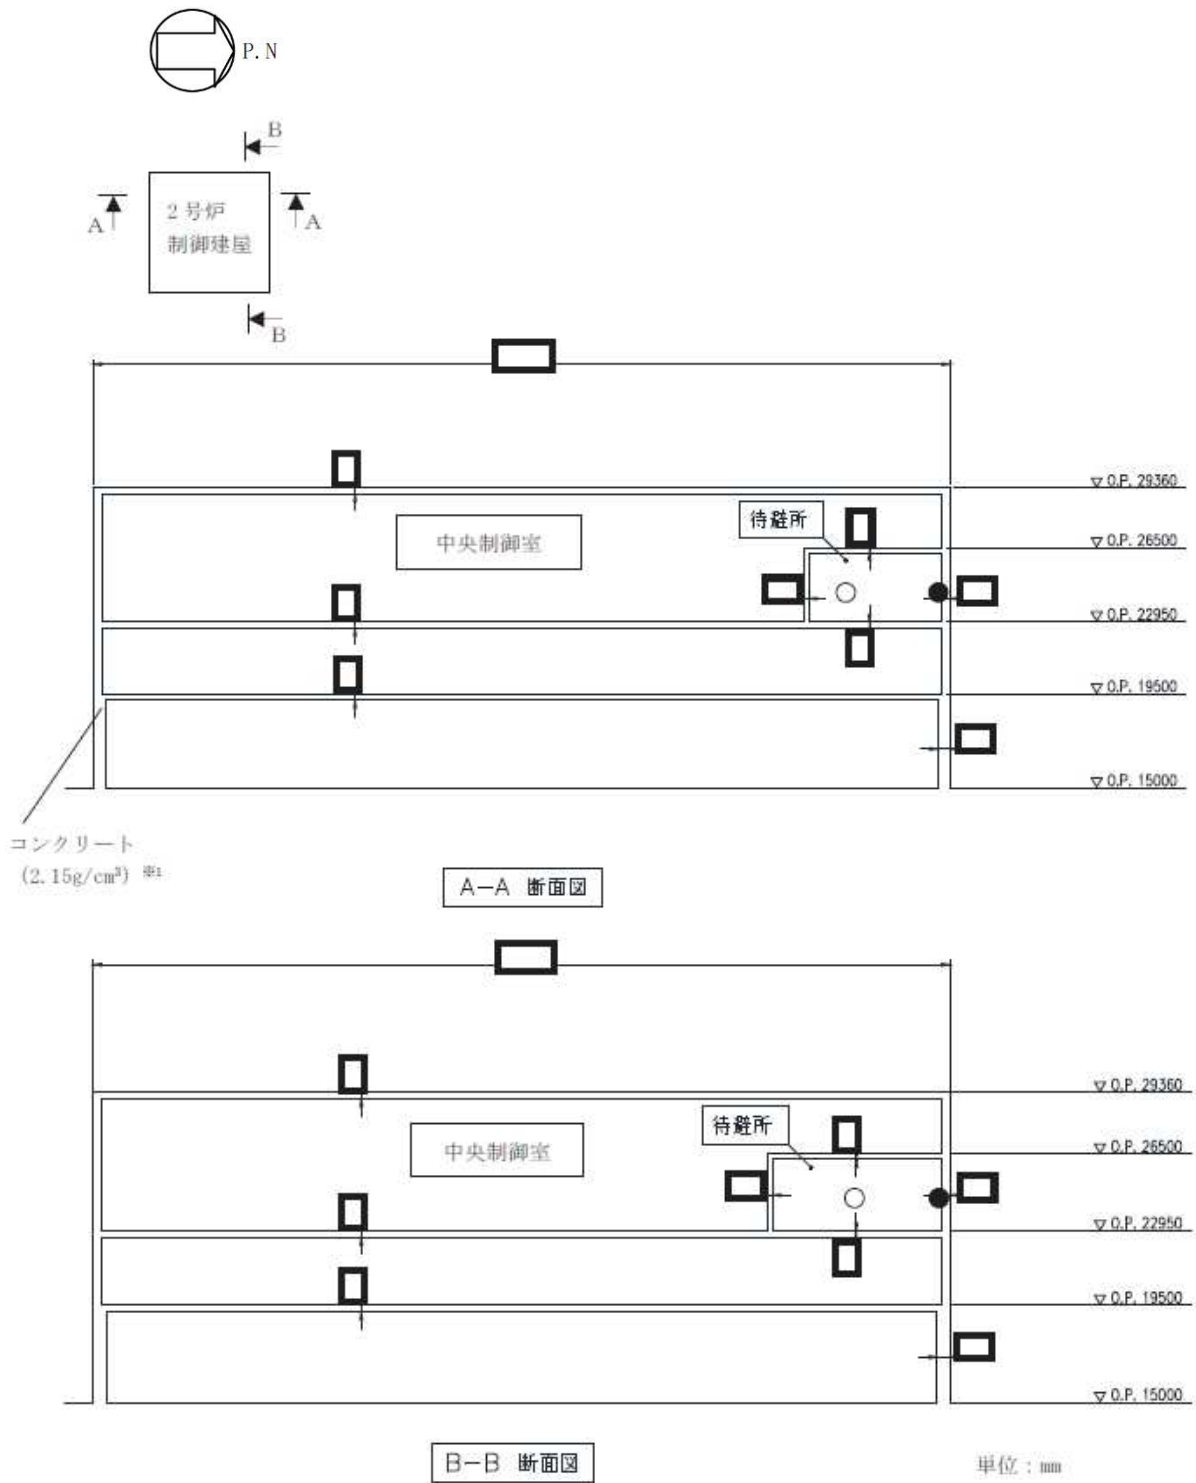 P.N
B
A
2号炉
制御建屋
A
B
▽ O.P. 29360
待避所
中央制御室
▽ O.P. 26500
▽ O.P. 22950
▽ O.P. 19500
▽ O.P. 15000
コンクリート
(2.15g/cm³) ※1
A-A 断面図
▽ O.P. 29360
待避所
中央制御室
▽ O.P. 26500
▽ O.P. 22950
▽ O.P. 19500
▽ O.P. 15000
B-B 断面図
単位：mm